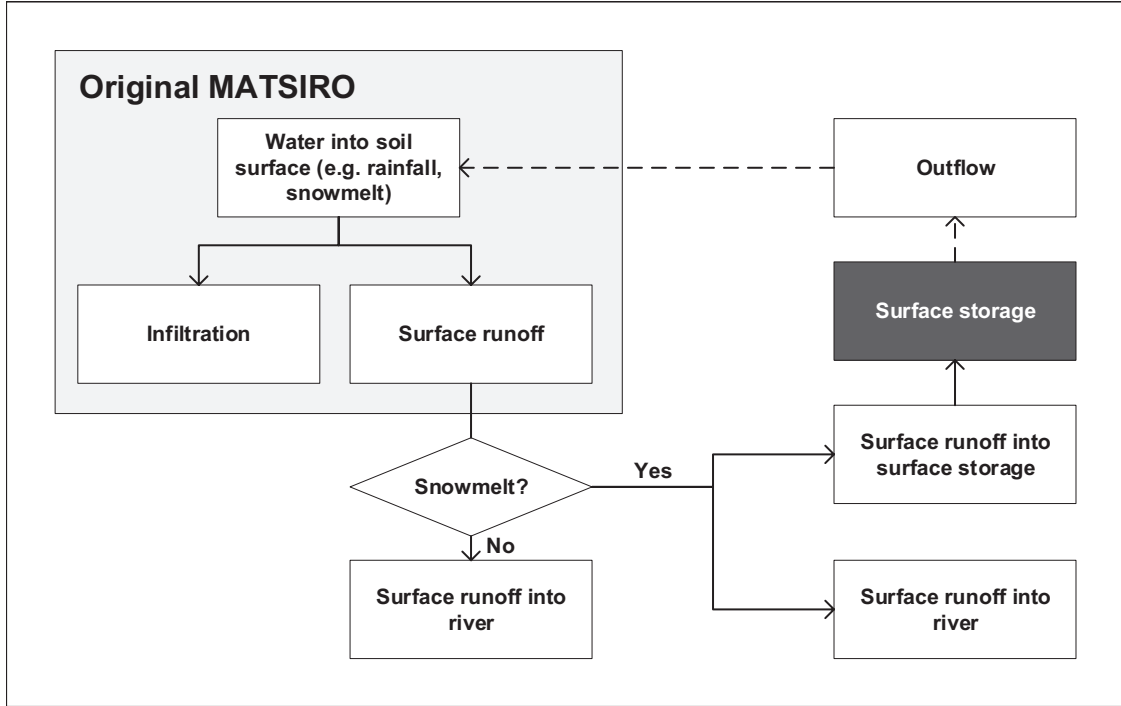 Original MATSIRO
Water into soil
surface (e.g. rainfall,
snowmelt)
Outflow
Surface storage
Infiltration
Surface runoff
Surface runoff into
surface storage
Snowmelt?
Yes
No
Surface runoff into
river
Surface runoff into
river